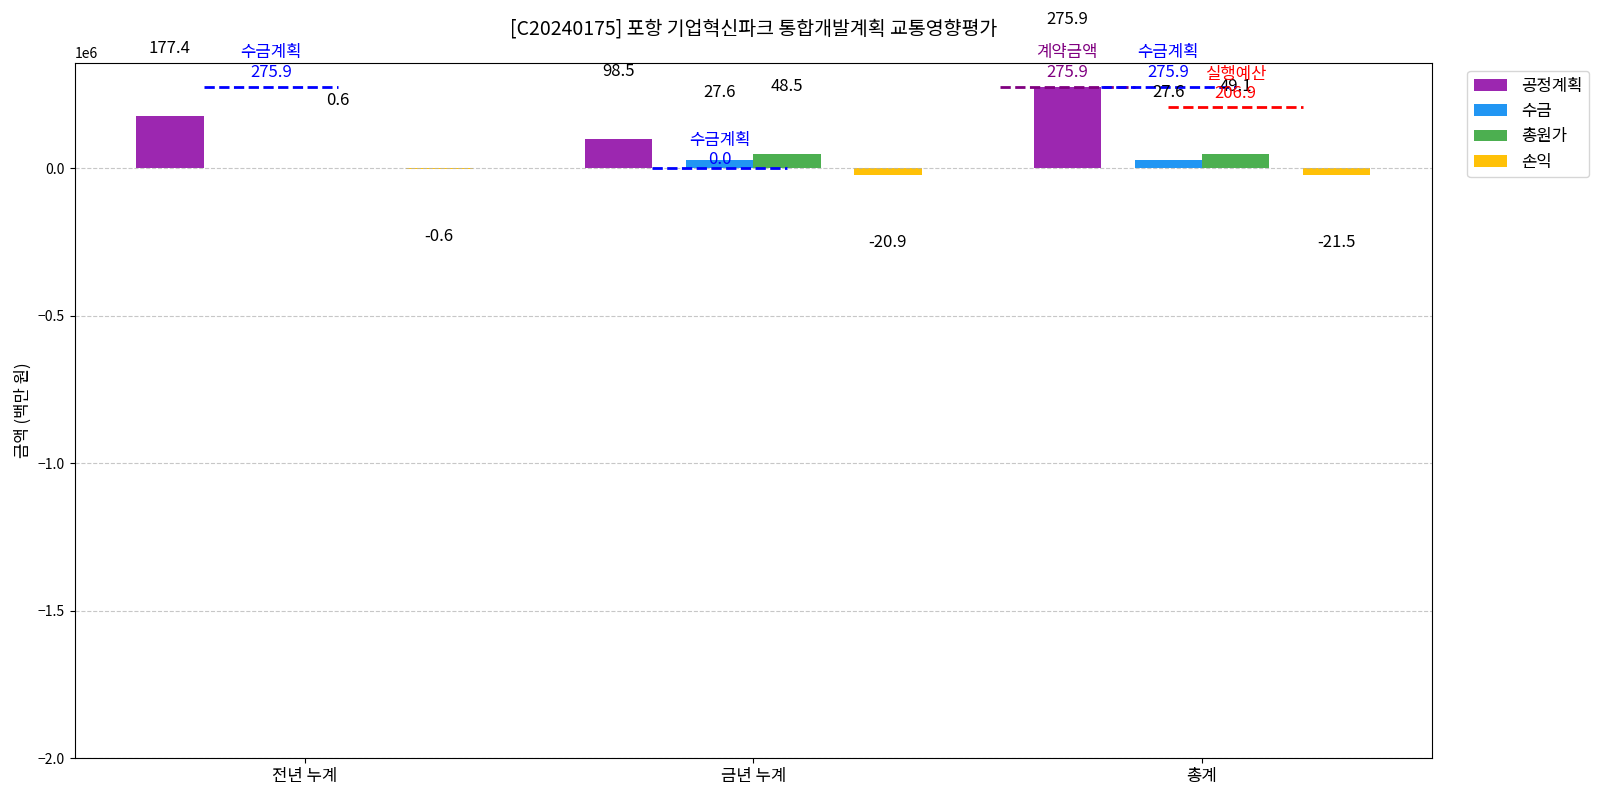 [C20240175] 포항 기업혁신파크 통합개발계획 교통영향평가
1e6
177.4
수금계획
275.9
0.6
-0.6
98.5
27.6
48.5
수금계획
0.0
-20.9
275.9
계약금액
275.9
수금계획
275.9
27.6
실행예산
206.9
49.1
-21.5
공정계획
수금
총원가
손익
0.0
−0.5
−1.0
−1.5
−2.0
금액 (백만 원)
전년 누계
금년 누계
총계